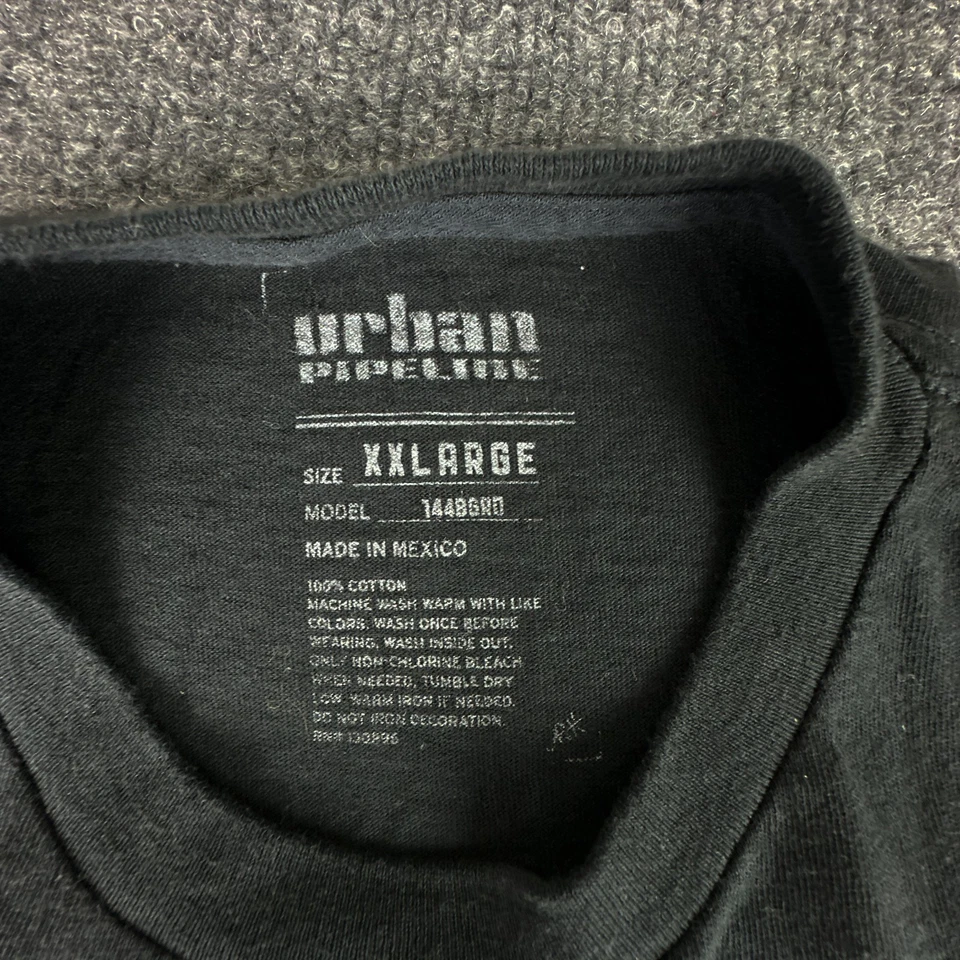 urban
PIPELINE
SIZE XXLARGE
MODEL 144BGRD
MADE IN MEXICO
100% COTTON
MACHINE WASH WARM WITH LIKE
COLORS. WASH ONCE BEFORE
WEARING. WASH INSIDE OUT.
ONLY NON-CHLORINE BLEACH
WHEN NEEDED, TUMBLE DRY
LOW. WARM IRON IF NEEDED.
DO NOT IRON DECORATION.
RN# 130896